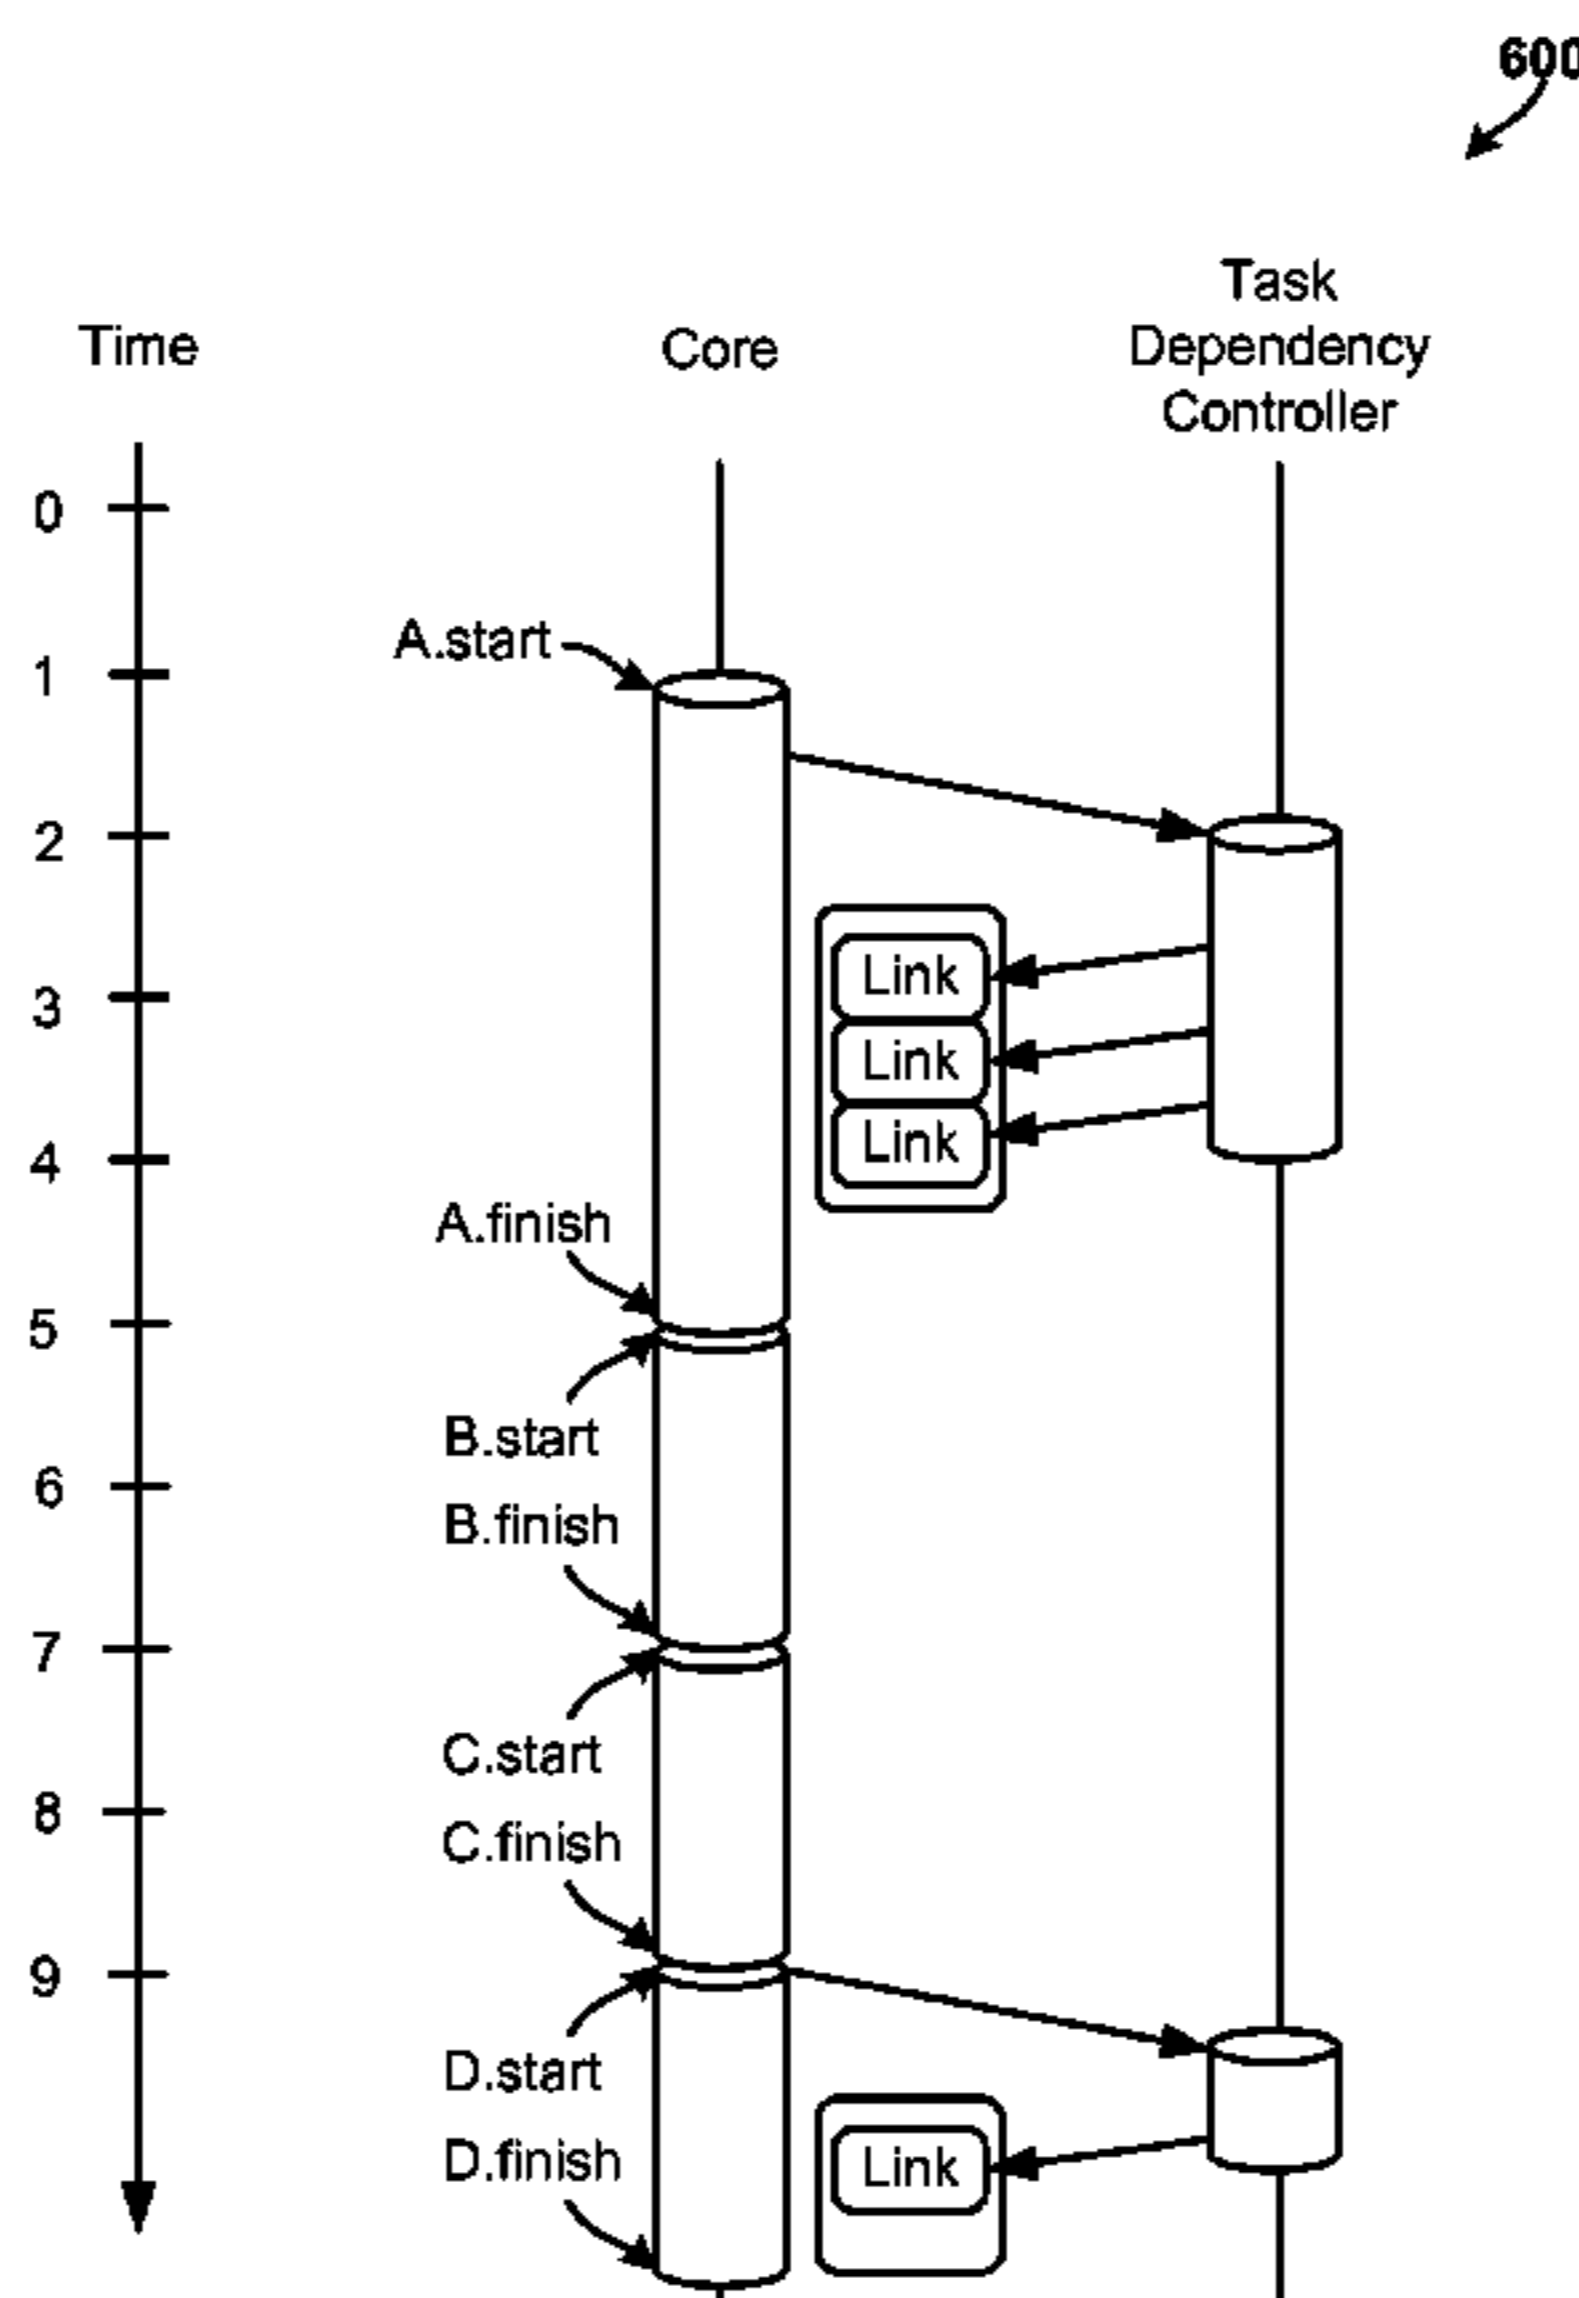 600
Time
Core
Task
Dependency
Controller
0
A.start
1
2
Link
3
Link
Link
4
A.finish
5
B.start
6
B.finish
7
C.start
8
C.finish
9
D.start
D.finish
Link